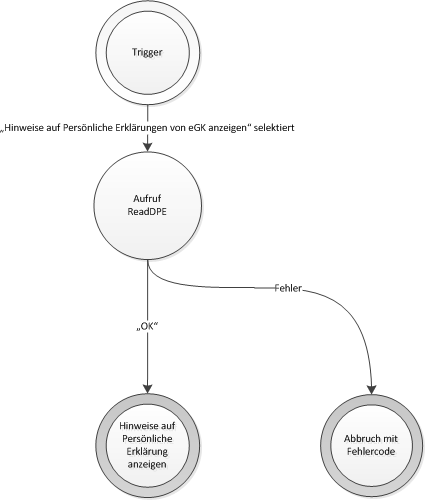 Trigger
„Hinweise auf Persönliche Erklärungen von eGK anzeigen“ selektiert
Aufruf
ReadDPE
Fehler
„OK“
Hinweise auf
Persönliche
Erklärung
anzeigen
Abbruch mit
Fehlercode